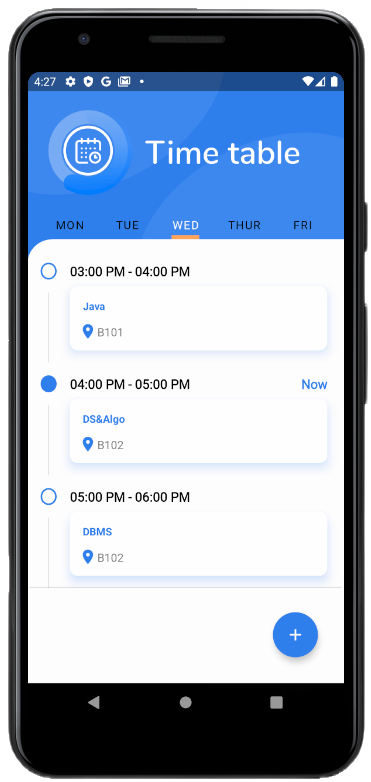 4:27
Time table
MON TUE WED THUR FRI
03:00 PM - 04:00 PM
Java
B101
04:00 PM - 05:00 PM Now
DS&Algo
B102
05:00 PM - 06:00 PM
DBMS
B102
+